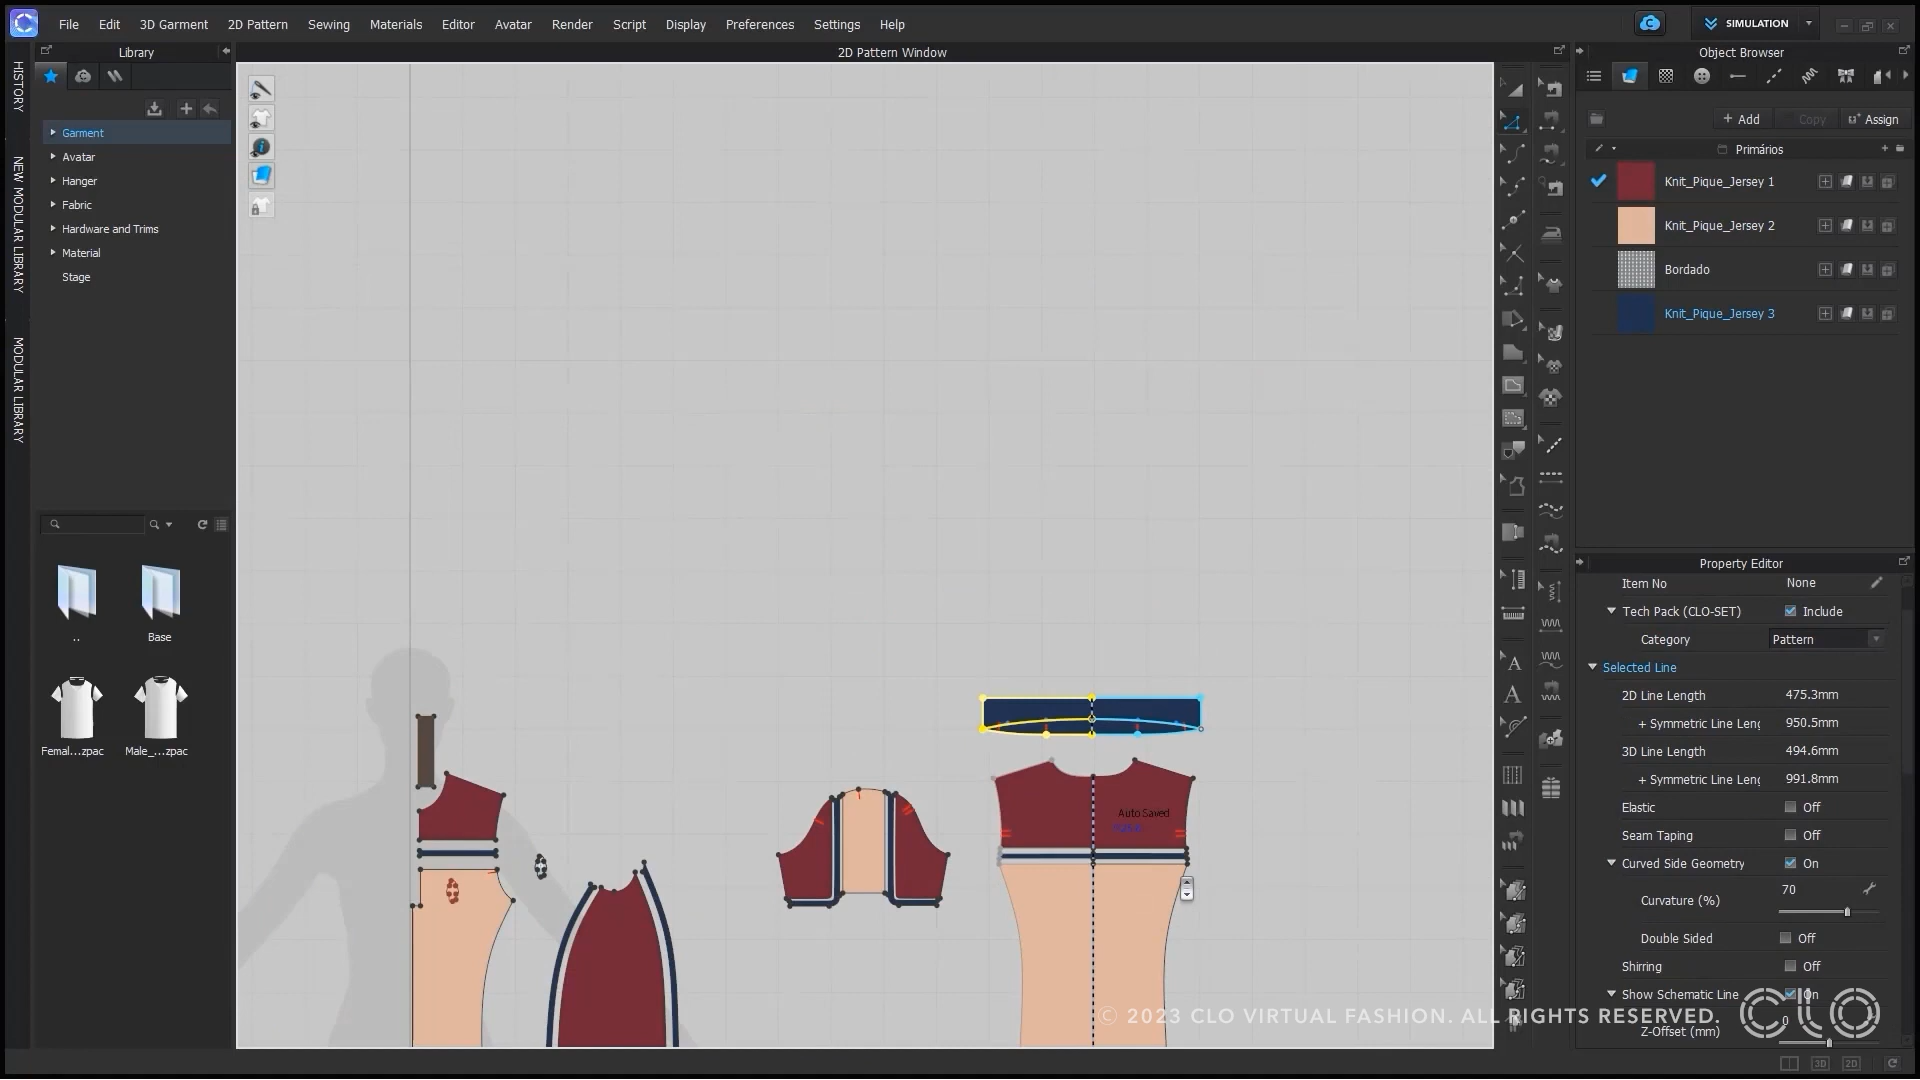 File Edit 3D Garment 2D Pattern Sewing Materials Editor Avatar Render Script Display Preferences Settings Help
SIMULATION
Library
2D Pattern Window
Object Browser
HISTORY
NEW MODULAR LIBRARY
MODULAR LIBRARY
Garment
Avatar
Hanger
Fabric
Hardware and Trims
Material
Stage
..
Base
Femal...zpac
Male_...zpac
Auto Saved
+ Add
Copy
Assign
Primários
Knit_Pique_Jersey 1
Knit_Pique_Jersey 2
Bordado
Knit_Pique_Jersey 3
Property Editor
Item No None
Tech Pack (CLO-SET) Include
Category Pattern
Selected Line
2D Line Length 475.3mm
+ Symmetric Line Leng 950.5mm
3D Line Length 494.6mm
+ Symmetric Line Leng 991.8mm
Elastic Off
Seam Taping Off
Curved Side Geometry On
70
Curvature (%)
Double Sided Off
Shirring Off
Show Schematic Line On
Z-Offset (mm) 0
© 2023 CLO VIRTUAL FASHION. ALL RIGHTS RESERVED.
CLO
3D 2D